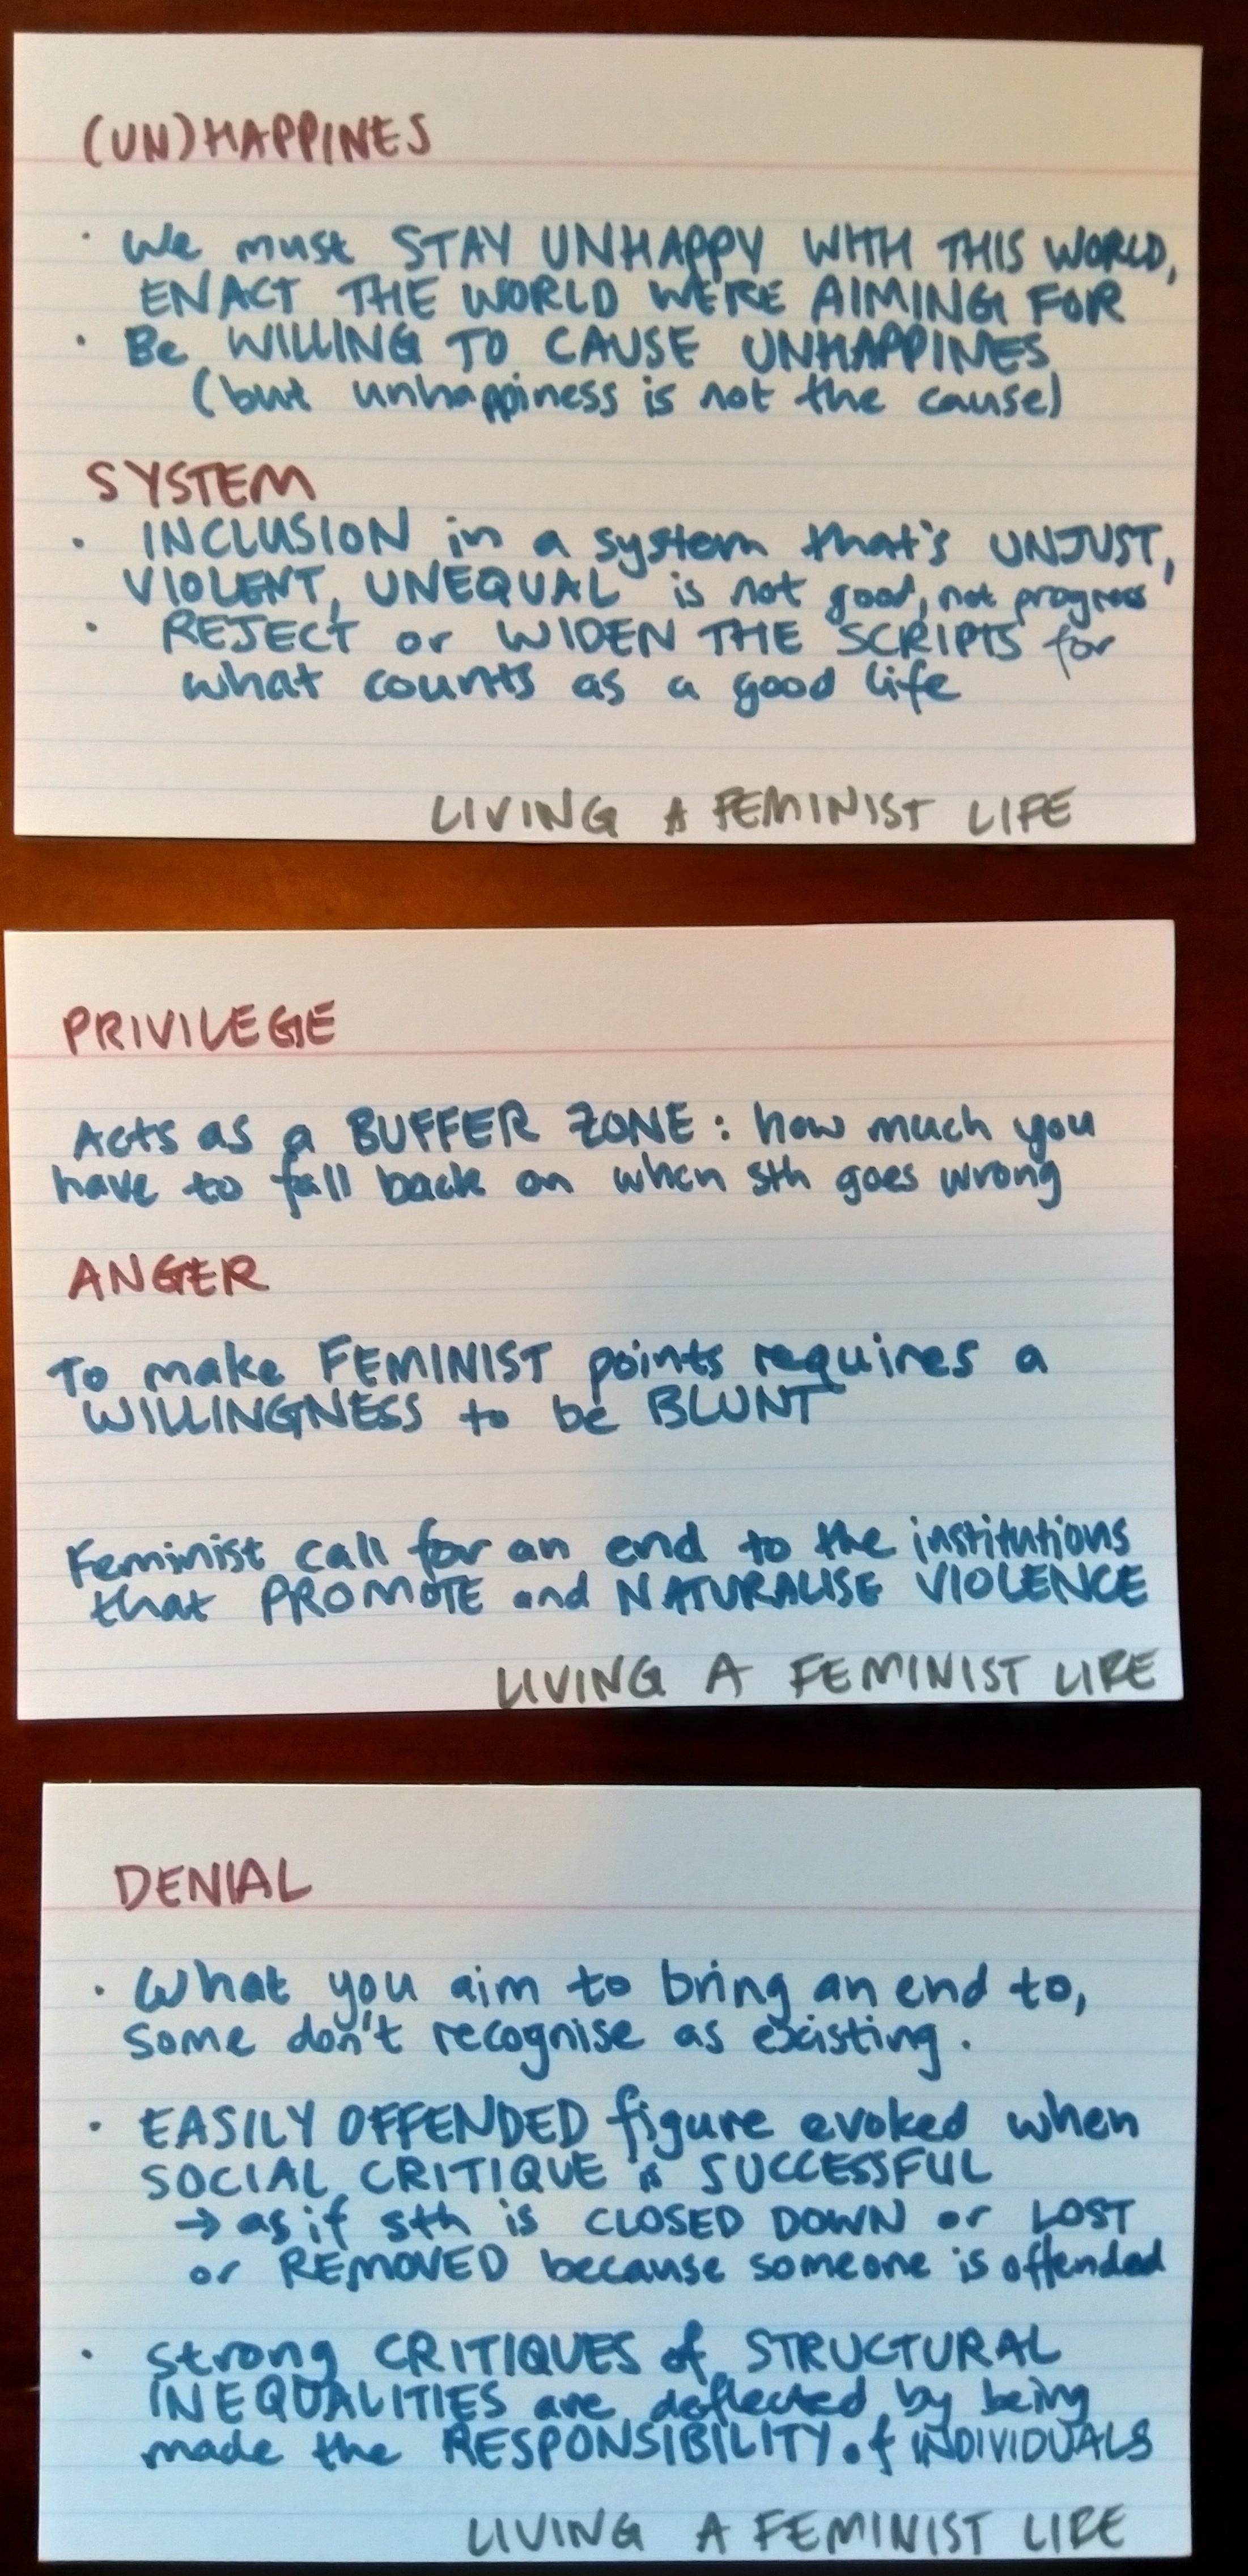 (UN)HAPPINES
· We must STAY UNHAPPY WITH THIS WORLD,
ENACT THE WORLD WE'RE AIMING FOR
· Be WILLING TO CAUSE UNHAPPINES
(but unhappiness is not the cause)
SYSTEM
· INCLUSION in a system that's UNJUST,
VIOLENT, UNEQUAL is not good, not progress
· REJECT or WIDEN THE SCRIPTS for
what counts as a good life
LIVING A FEMINIST LIFE
PRIVILEGE
Acts as a BUFFER ZONE: how much you
have to fall back on when sth goes wrong
ANGER
To make FEMINIST points requires a
WILLINGNESS to be BLUNT
Feminist call for an end to the institutions
that PROMOTE and NATURALISE VIOLENCE
LIVING A FEMINIST LIFE
DENIAL
· What you aim to bring an end to,
some don't recognise as existing.
· EASILY OFFENDED figure evoked when
SOCIAL CRITIQUE is SUCCESSFUL
→ as if sth is CLOSED DOWN or LOST
or REMOVED because someone is offended
· Strong CRITIQUES of STRUCTURAL
INEQUALITIES are deflected by being
made the RESPONSIBILITY of INDIVIDUALS
LIVING A FEMINIST LIFE